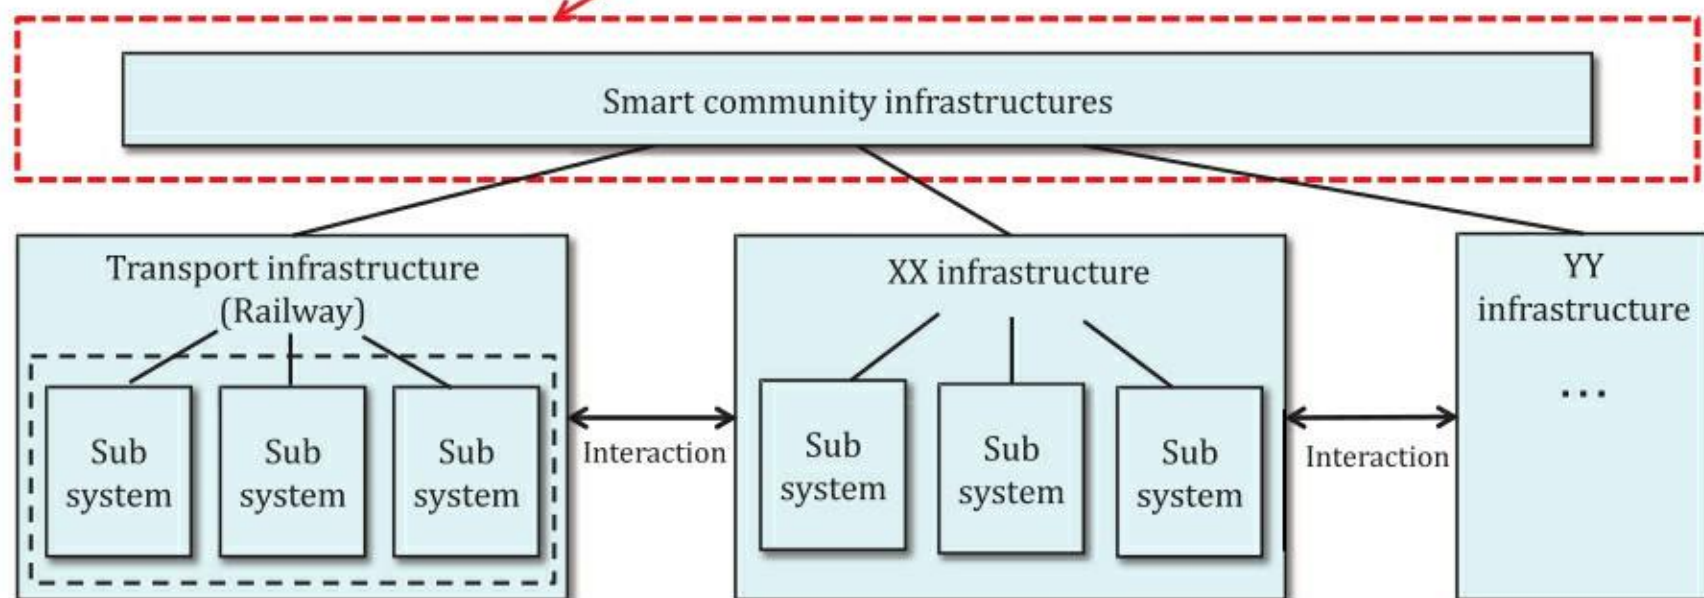 Smart community infrastructures
Transport infrastructure
(Railway)
Sub
system
Sub
system
Sub
system
Interaction
XX infrastructure
Sub
system
Sub
system
Sub
system
Interaction
YY
infrastructure
...